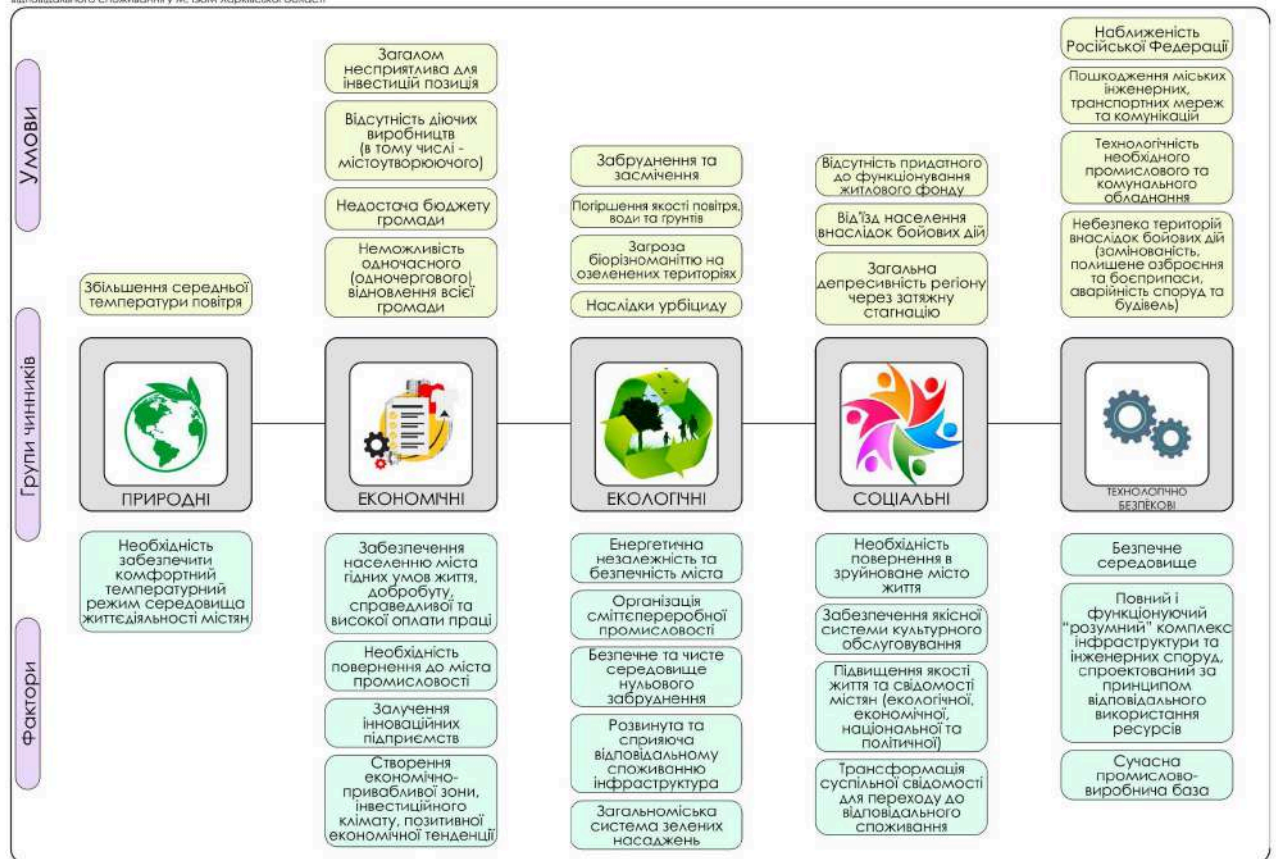 відповідального споживання у м. Ізюм Харківської області
Умови
Збільшення середньої
температури повітря
Загалом
несприятлива для
інвестицій позиція
Відсутність діючих
виробництв
(в тому числі -
містоутворюючого)
Недостача бюджету
громади
Неможливість
одночасного
(одночергового)
відновлення всієї
громади
Забруднення та
засмічення
Погіршення якості повітря,
води та ґрунтів
Загроза
біорізноманіттю на
озеленених територіях
Наслідки урбіциду
Відсутність придатного
до функціонування
житлового фонду
Від'їзд населення
внаслідок бойових дій
Загальна
депресивність регіону
через затяжну
стагнацію
Наближеність
Російської Федерації
Пошкодження міських
інженерних,
транспортних мереж
та комунікацій
Технологічність
необхідного
промислового та
комунального
обладнання
Небезпека територій
внаслідок бойових дій
(замінованість,
полишене озброєння
та боєприпаси,
аварійність споруд та
будівель)
Групи чинників
ПРИРОДНІ
ЕКОНОМІЧНІ
ЕКОЛОГІЧНІ
СОЦІАЛЬНІ
ТЕХНОЛОГІЧНО
БЕЗПЕКОВІ
Фактори
Необхідність
забезпечити
комфортний
температурний
режим середовища
життєдіяльності містян
Забезпечення
населенню міста
гідних умов життя,
добробуту,
справедливої та
високої оплати праці
Необхідність
повернення до міста
промисловості
Залучення
інноваційних
підприємств
Створення
економічно-
привабливої зони,
інвестиційного
клімату, позитивної
економічної тенденції
Енергетична
незалежність та
безпечність міста
Організація
сміттєпереробної
промисловості
Безпечне та чисте
середовище
нульового
забруднення
Розвинута та
сприяюча
відповідальному
споживанню
інфраструктура
Загальноміська
система зелених
насаджень
Необхідність
повернення в
зруйноване місто
життя
Забезпечення якісної
системи культурного
обслуговування
Підвищення якості
життя та свідомості
містян (екологічної,
економічної,
національної та
політичної)
Трансформація
суспільної свідомості
для переходу до
відповідального
споживання
Безпечне
середовище
Повний і
функціонуючий
“розумний” комплекс
інфраструктури та
інженерних споруд,
спроектований за
принципом
відповідального
використання
ресурсів
Сучасна
промислово-
виробнича база